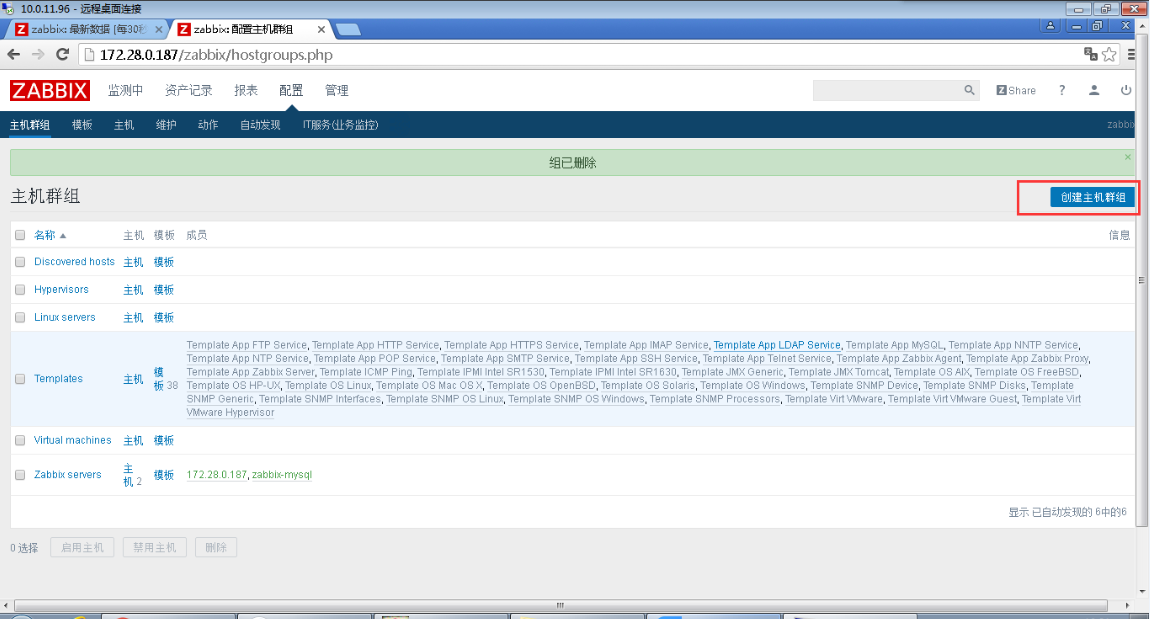 10.0.11.96 - 远程桌面连接
zabbix: 最新数据 [每30秒
zabbix: 配置主机群组
172.28.0.187/zabbix/hostgroups.php
ZABBIX 监测中 资产记录 报表 配置 管理 Z Share ?
主机群组 模板 主机 维护 动作 自动发现 IT服务(业务监控) zabbix
组已删除
主机群组
创建主机群组
名称 主机 模板 成员 信息
Discovered hosts 主机 模板
Hypervisors 主机 模板
Linux servers 主机 模板
Templates 主机 模板 38
Template App FTP Service, Template App HTTP Service, Template App HTTPS Service, Template App IMAP Service, Template App LDAP Service, Template App MySQL, Template App NNTP Service,
Template App NTP Service, Template App POP Service, Template App SMTP Service, Template App SSH Service, Template App Telnet Service, Template App Zabbix Agent, Template App Zabbix Proxy,
Template App Zabbix Server, Template ICMP Ping, Template IPMI Intel SR1530, Template IPMI Intel SR1630, Template JMX Generic, Template JMX Tomcat, Template OS AIX, Template OS FreeBSD,
Template OS HP-UX, Template OS Linux, Template OS Mac OS X, Template OS OpenBSD, Template OS Solaris, Template OS Windows, Template SNMP Device, Template SNMP Disks, Template
SNMP Generic, Template SNMP Interfaces, Template SNMP OS Linux, Template SNMP OS Windows, Template SNMP Processors, Template Virt VMware, Template Virt VMware Guest, Template Virt
VMware Hypervisor
Virtual machines 主机 模板
Zabbix servers 主机 2 模板 172.28.0.187, zabbix-mysql
显示 已自动发现的 6中的6
0 选择 启用主机 禁用主机 删除